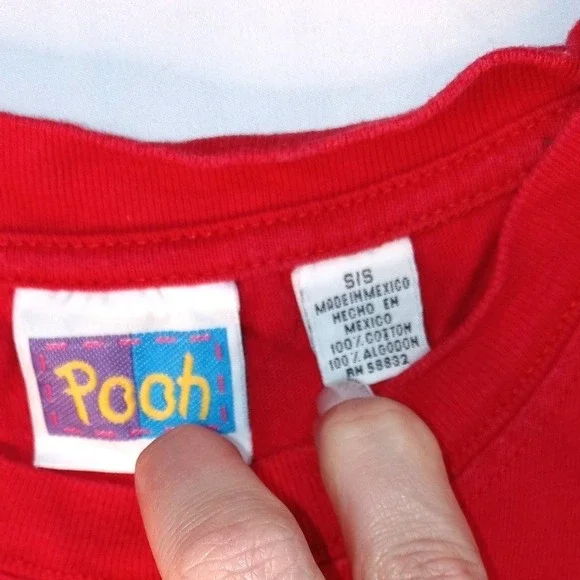 Pooh
S/S
MADE IN MEXICO
HECHO EN
MEXICO
100% COTTON
100% ALGODON
RN 58832